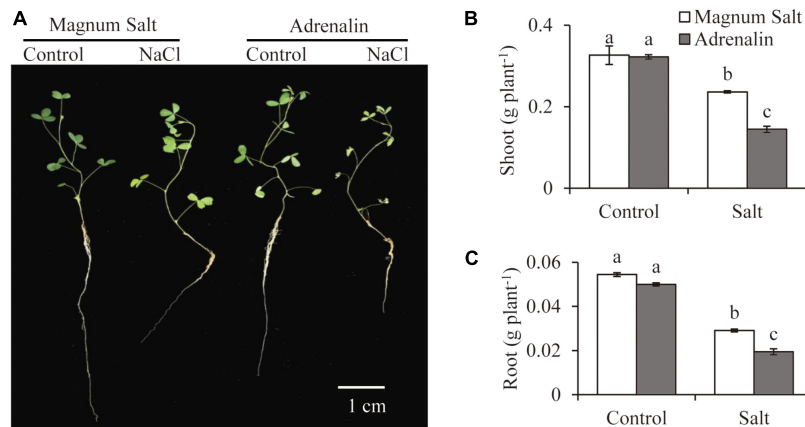 A
Magnum Salt Adrenalin
Control NaCl Control NaCl
1 cm
B
Magnum Salt
Adrenalin
Shoot (g plant⁻¹)
0.4
0.2
0
a a
b
c
Control Salt
C
Root (g plant⁻¹)
0.06
0.04
0.02
0
a a
b
c
Control Salt